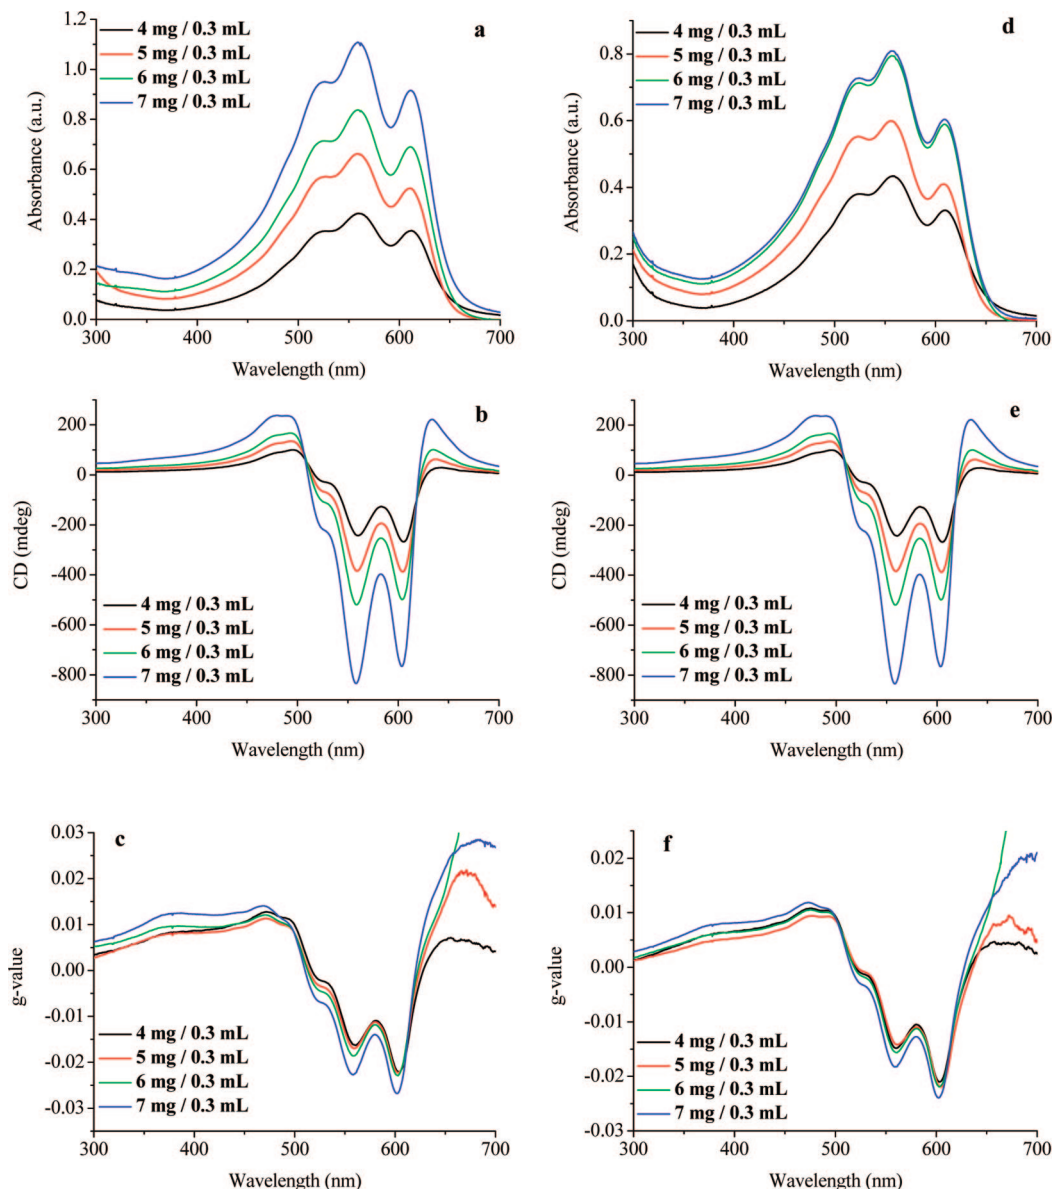 a
4 mg / 0.3 mL
5 mg / 0.3 mL
6 mg / 0.3 mL
7 mg / 0.3 mL
1.2
1.0
0.8
0.6
0.4
0.2
0.0
Absorbance (a.u.)
300
400
500
600
700
Wavelength (nm)
d
4 mg / 0.3 mL
5 mg / 0.3 mL
6 mg / 0.3 mL
7 mg / 0.3 mL
0.8
0.6
0.4
0.2
0.0
Absorbance (a.u.)
300
400
500
600
700
Wavelength (nm)
b
200
0
-200
-400
-600
-800
CD (mdeg)
4 mg / 0.3 mL
5 mg / 0.3 mL
6 mg / 0.3 mL
7 mg / 0.3 mL
300
400
500
600
700
Wavelength (nm)
e
200
0
-200
-400
-600
-800
CD (mdeg)
4 mg / 0.3 mL
5 mg / 0.3 mL
6 mg / 0.3 mL
7 mg / 0.3 mL
300
400
500
600
700
Wavelength (nm)
c
0.03
0.02
0.01
0.00
-0.01
-0.02
-0.03
g-value
4 mg / 0.3 mL
5 mg / 0.3 mL
6 mg / 0.3 mL
7 mg / 0.3 mL
300
400
500
600
700
Wavelength (nm)
f
0.02
0.01
0.00
-0.01
-0.02
-0.03
g-value
4 mg / 0.3 mL
5 mg / 0.3 mL
6 mg / 0.3 mL
7 mg / 0.3 mL
300
400
500
600
700
Wavelength (nm)